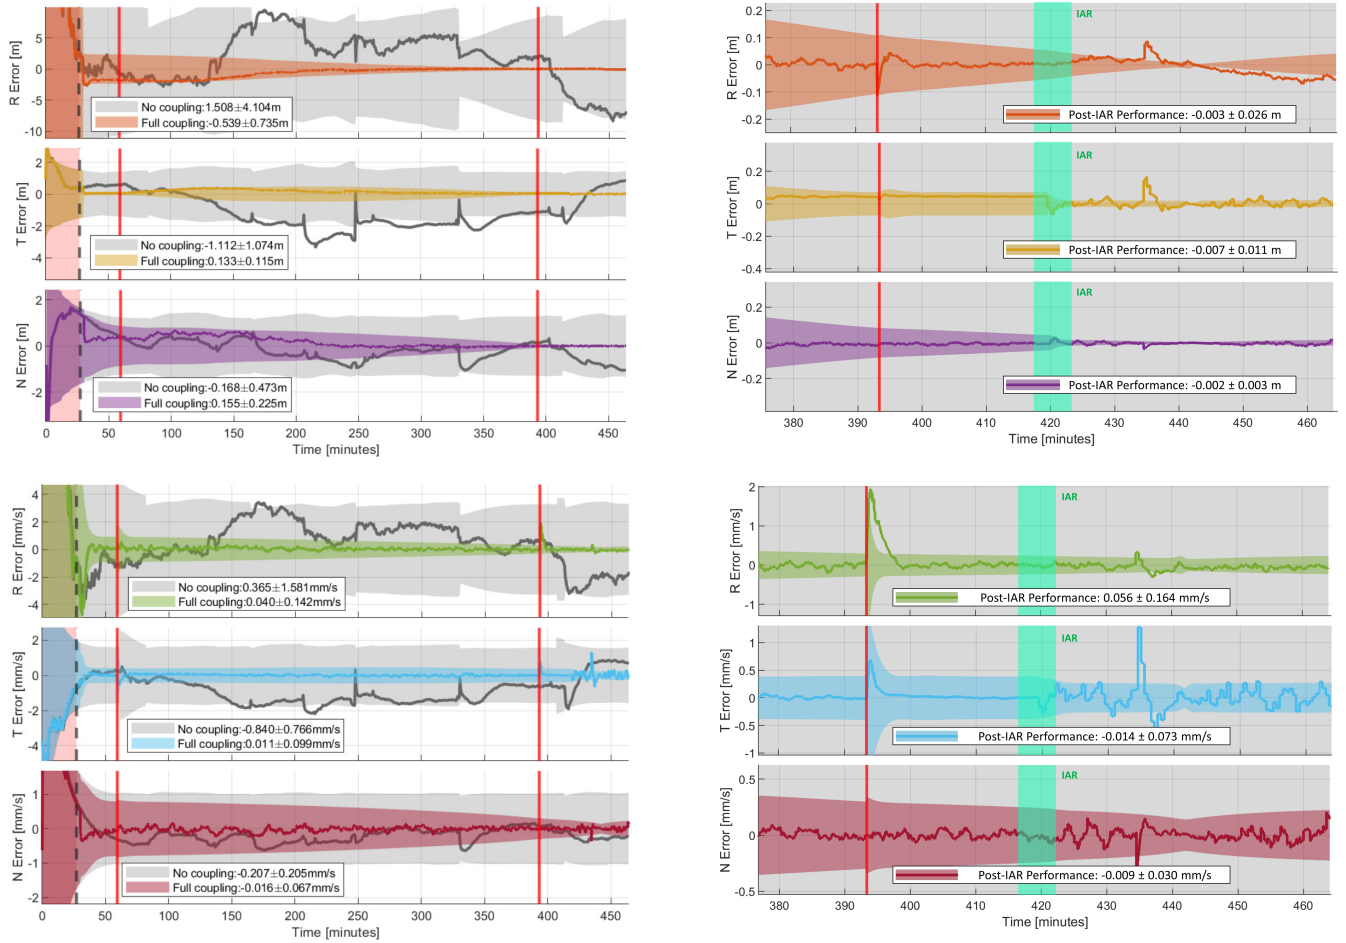 R Error [m]
5
0
-5
-10
No coupling:1.508±4.104m
Full coupling:-0.539±0.735m
T Error [m]
2
0
-2
-4
No coupling:-1.112±1.074m
Full coupling:0.133±0.115m
N Error [m]
2
0
-2
No coupling:-0.168±0.473m
Full coupling:0.155±0.225m
0 50 100 150 200 250 300 350 400 450
Time [minutes]
R Error [m]
0.2
0.1
0
-0.1
-0.2
IAR
Post-IAR Performance: -0.003 ± 0.026 m
T Error [m]
0.2
0
-0.2
-0.4
IAR
Post-IAR Performance: -0.007 ± 0.011 m
N Error [m]
0.2
0
-0.2
IAR
Post-IAR Performance: -0.002 ± 0.003 m
380 390 400 410 420 430 440 450 460
Time [minutes]
R Error [mm/s]
4
2
0
-2
-4
No coupling:0.365±1.581mm/s
Full coupling:0.040±0.142mm/s
T Error [mm/s]
2
0
-2
-4
No coupling:-0.840±0.766mm/s
Full coupling:0.011±0.099mm/s
N Error [mm/s]
1
0
-1
-2
No coupling:-0.207±0.205mm/s
Full coupling:-0.016±0.067mm/s
0 50 100 150 200 250 300 350 400 450
Time [minutes]
R Error [mm/s]
2
1
0
-1
IAR
Post-IAR Performance: 0.056 ± 0.164 mm/s
T Error [mm/s]
1
0.5
0
-0.5
-1
IAR
Post-IAR Performance: -0.014 ± 0.073 mm/s
N Error [mm/s]
0.5
0
-0.5
IAR
Post-IAR Performance: -0.009 ± 0.030 mm/s
380 390 400 410 420 430 440 450 460
Time [minutes]